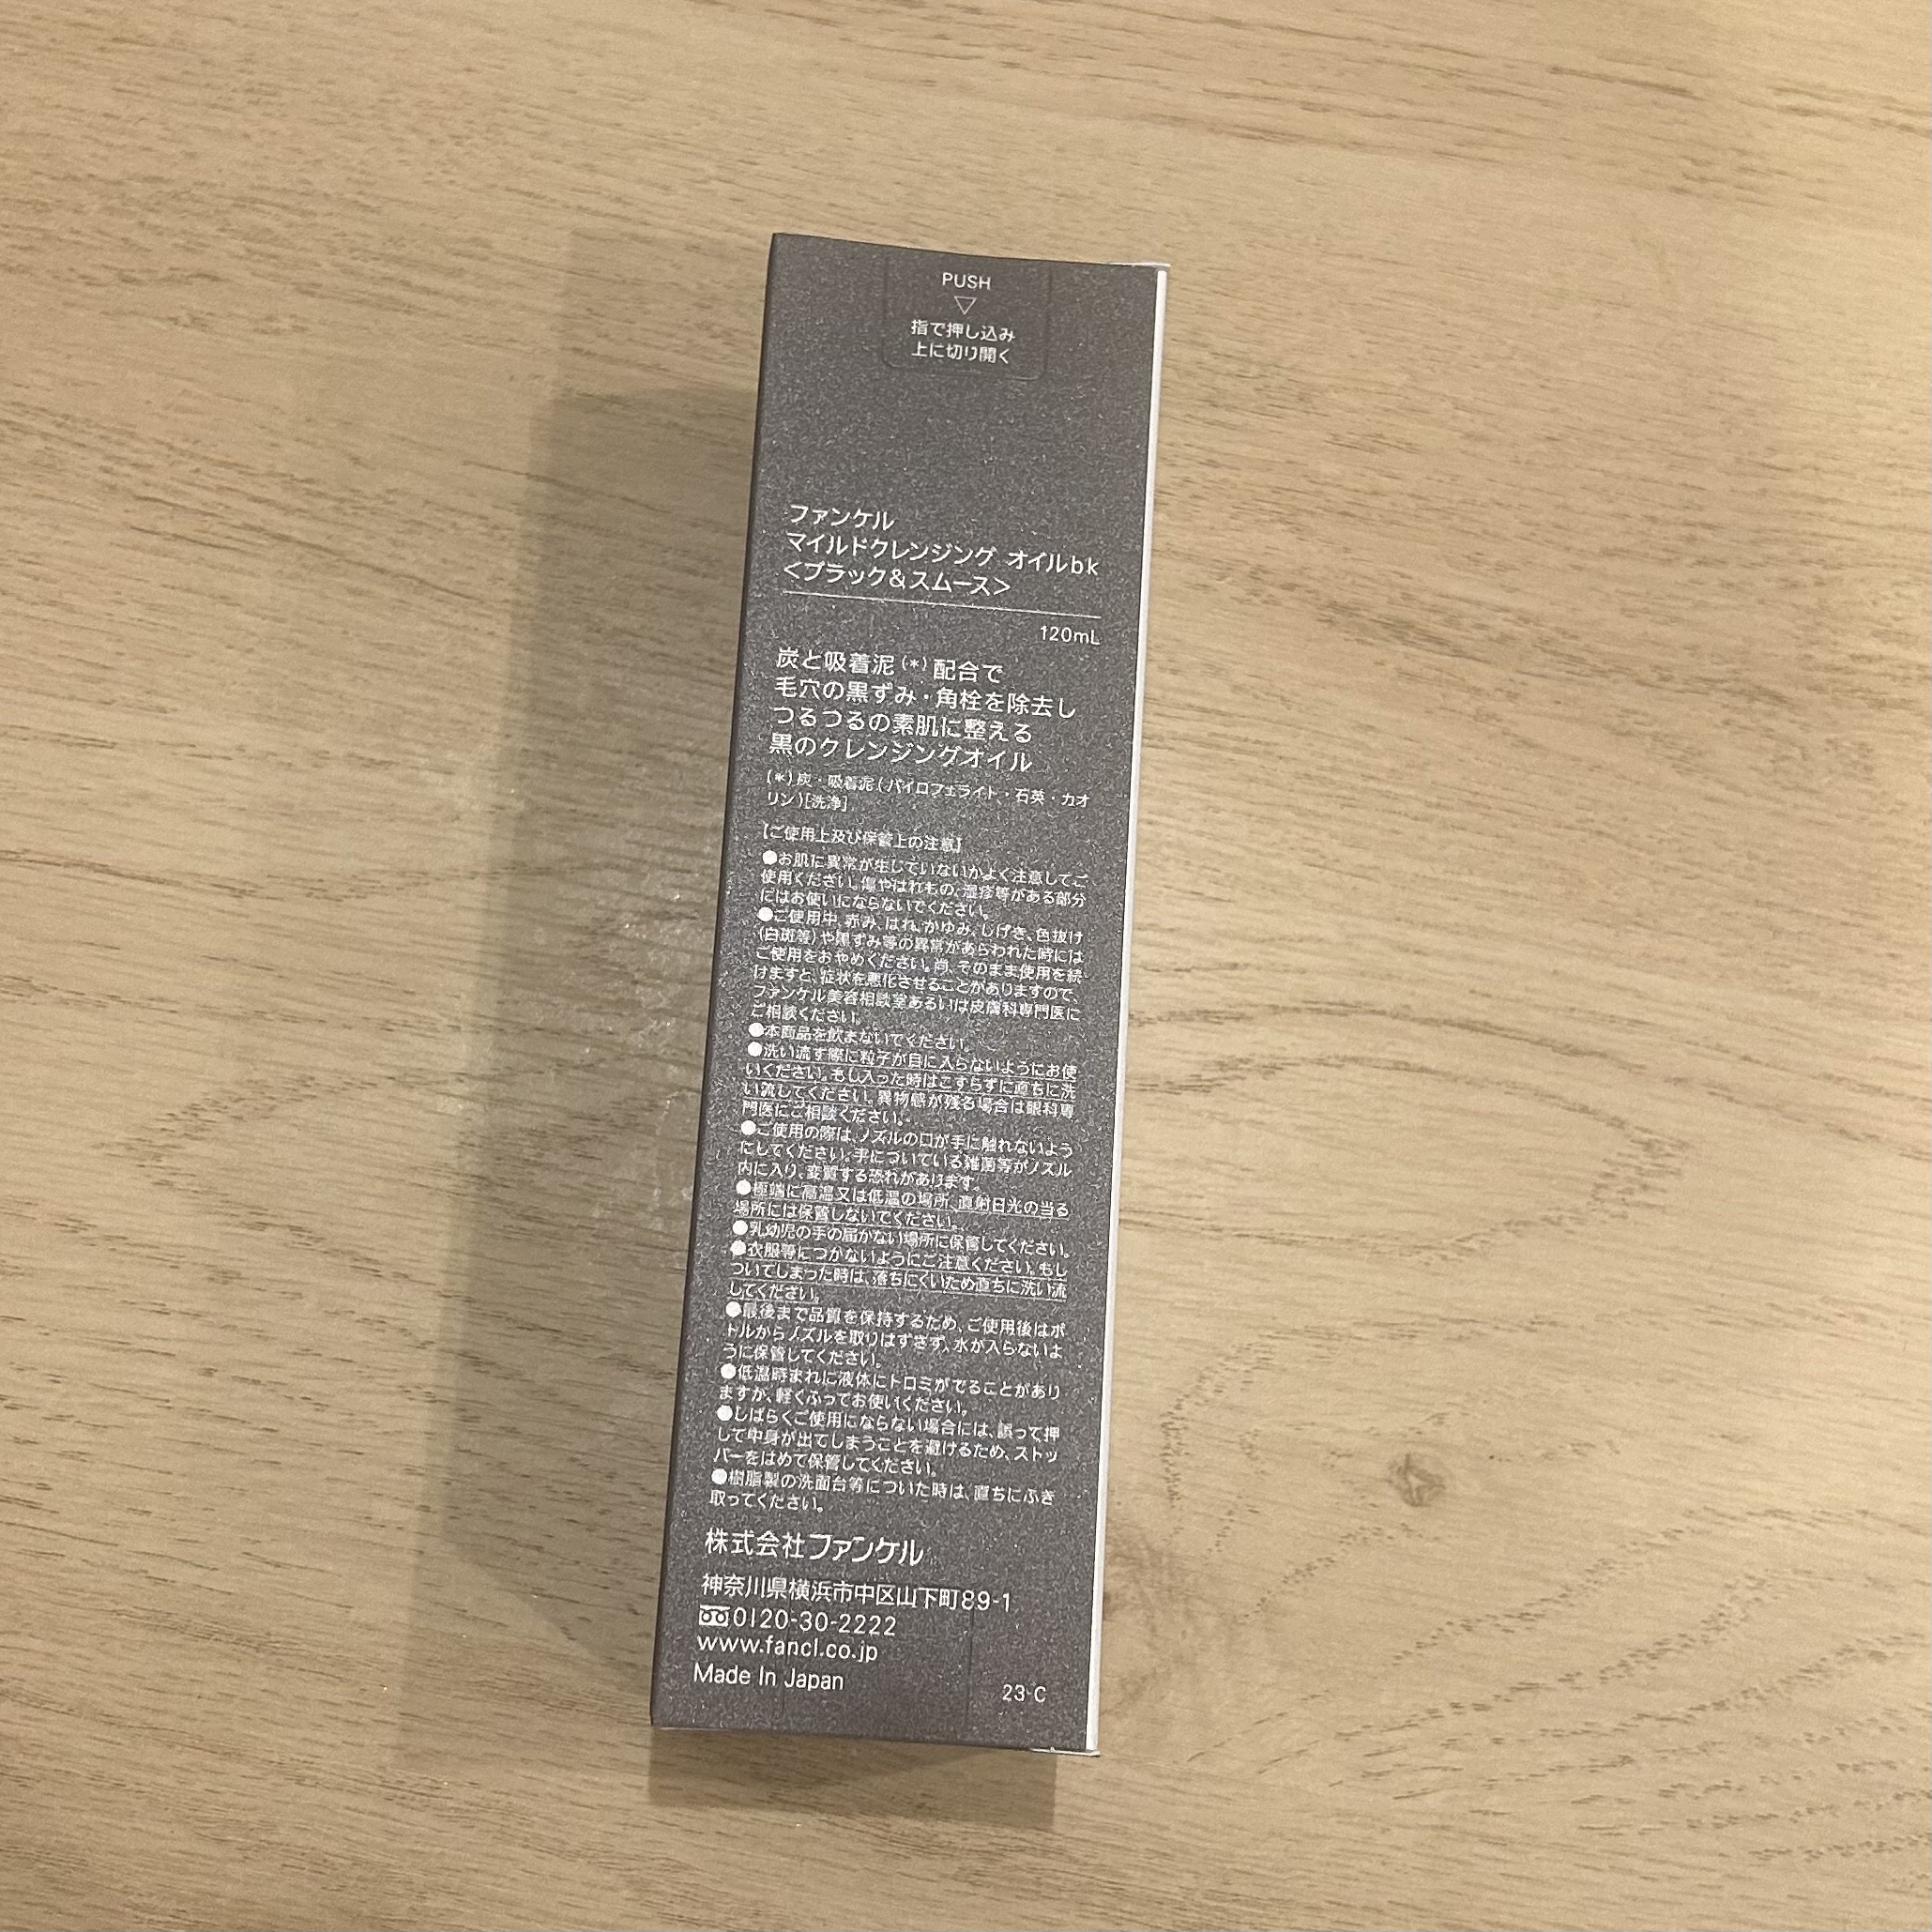 PUSH
指で押し込み
上に切り開く
ファンケル
マイルドクレンジング オイルbk
＜ブラック＆スムース＞
120mL
炭と吸着泥(*)配合で
毛穴の黒ずみ・角栓を除去し
つるつるの素肌に整える
黒のクレンジングオイル
(*)炭・吸着泥(パイロフェライト・石英・カオ
リン)[洗浄]
【ご使用上及び保管上の注意】
●お肌に異常が生じていないかよく注意してご
使用ください。傷やはれもの、湿疹等がある部分
にはお使いにならないでください。
●ご使用中、赤み、はれ、かゆみ、しげき、色抜け
(白斑等)や黒ずみ等の異常があらわれた時には
ご使用をおやめください。尚、そのまま使用を続
けますと、症状を悪化させることがありますので、
ファンケル美容相談室あるいは皮膚科専門医に
ご相談ください。
●本商品を飲まないでください。
●洗い流す際に粒子が目に入らないようにお使
いください。もし入った時はこすらずに直ちに洗
い流してください。異物感が残る場合は眼科専
門医にご相談ください。
●ご使用の際は、ノズルの口が手に触れないよう
にしてください。手についている雑菌等がノズル
内に入り、変質する恐れがあります。
●極端に高温又は低温の場所、直射日光の当る
場所には保管しないでください。
●乳幼児の手の届かない場所に保管してください。
●衣服等につかないようにご注意ください。もし
ついてしまった時は、落ちにくいため直ちに洗い流
してください。
●最後まで品質を保持するため、ご使用後はボ
トルからノズルを取りはずさず、水が入らないよ
うに保管してください。
●低温時まれに液体にトロミがでることがあり
ますが、軽くふってお使いください。
●しばらくご使用にならない場合には、誤って押
して中身が出てしまうことを避けるため、ストッ
パーをはめて保管してください。
●樹脂製の洗面台等についた時は、直ちにふき
取ってください。
株式会社ファンケル
神奈川県横浜市中区山下町89-1
0120-30-2222
www.fancl.co.jp
Made In Japan
23-C